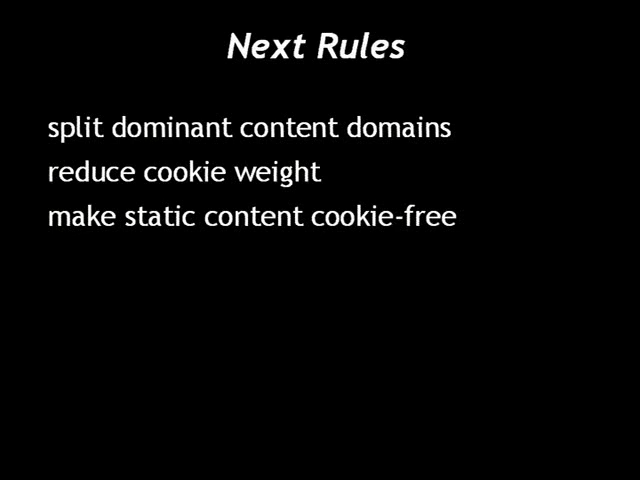 Next Rules
split dominant content domains
reduce cookie weight
make static content cookie-free